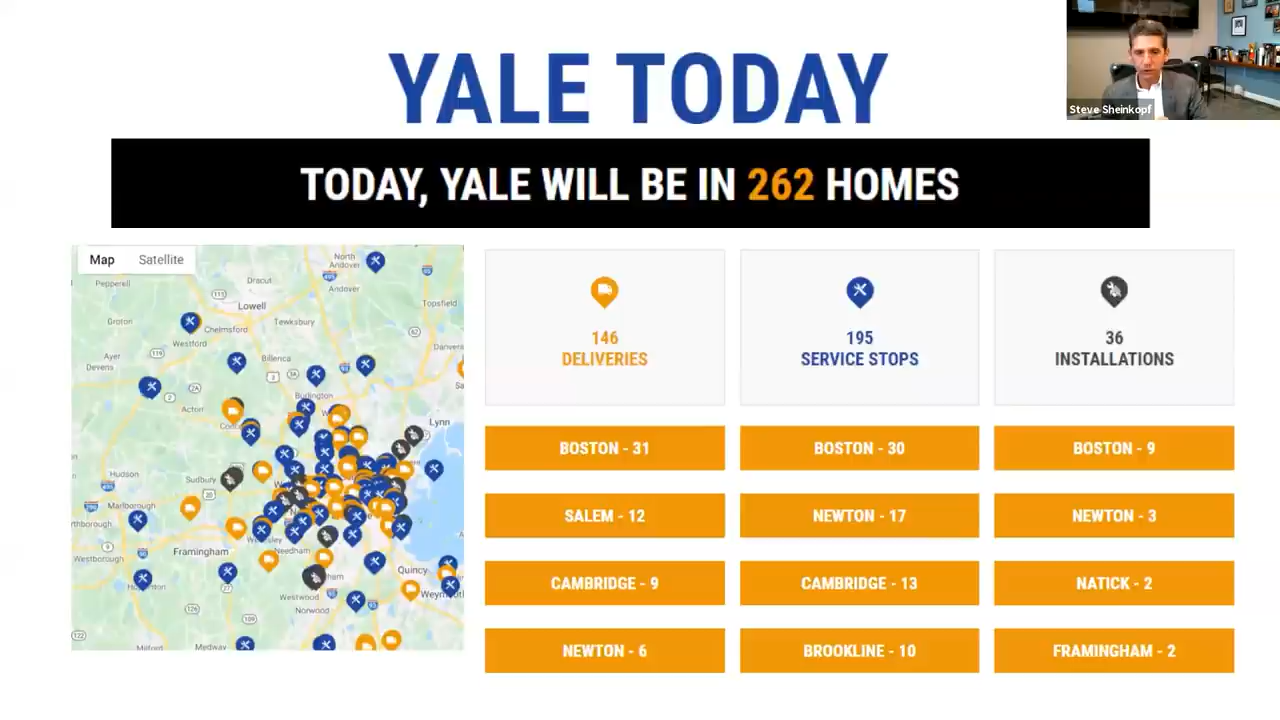 YALE TODAY
Steve Sheinkopf
TODAY, YALE WILL BE IN 262 HOMES
Map Satellite
North
Andover
Andover
Pepperell
Dracut
Topsfield
Lowell
Groton
Tewksbury
Chelmsford
Westford
Danvers
Ayer
Billerica
Devens
Burlington
Acton
Lynn
Hudson
Sudbury
Marlborough
Westborough
Framingham
Needham
Quincy
Westwood
Norwood
Milford
Medway
146
DELIVERIES
195
SERVICE STOPS
36
INSTALLATIONS
BOSTON - 31
BOSTON - 30
BOSTON - 9
SALEM - 12
NEWTON - 17
NEWTON - 3
CAMBRIDGE - 9
CAMBRIDGE - 13
NATICK - 2
NEWTON - 6
BROOKLINE - 10
FRAMINGHAM - 2